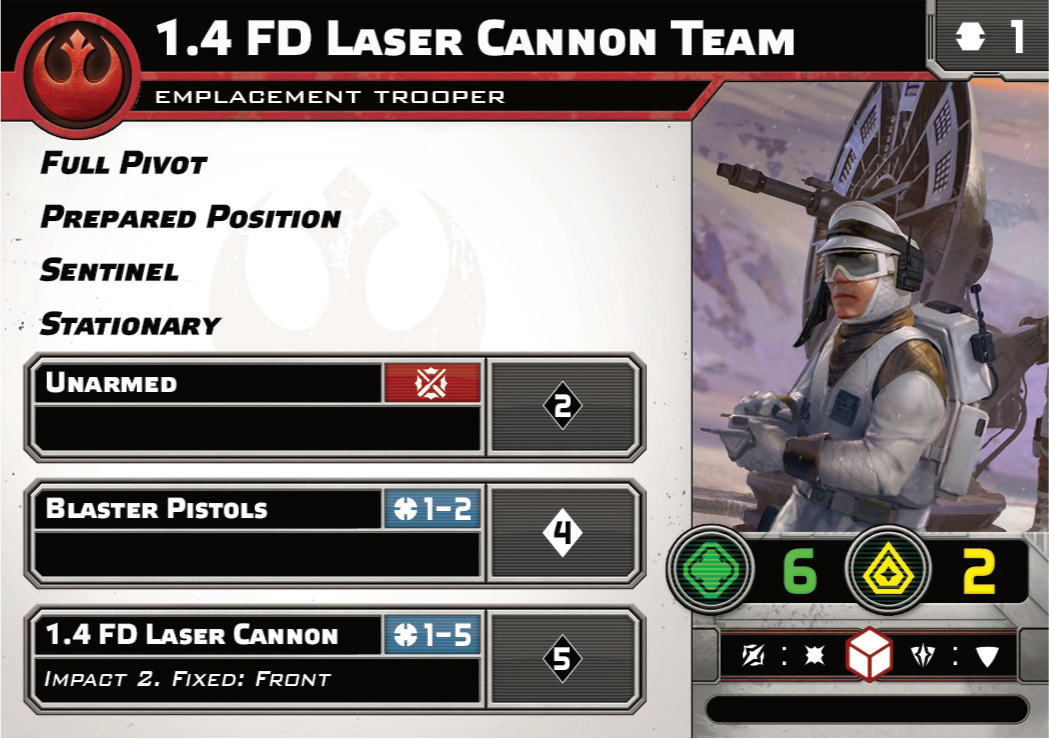 1.4 FD Laser Cannon Team
1
Emplacement Trooper
Full Pivot
Prepared Position
Sentinel
Stationary
Unarmed
2
Blaster Pistols
1-2
4
1.4 FD Laser Cannon
1-5
Impact 2. Fixed: Front
5
6
2
:
: